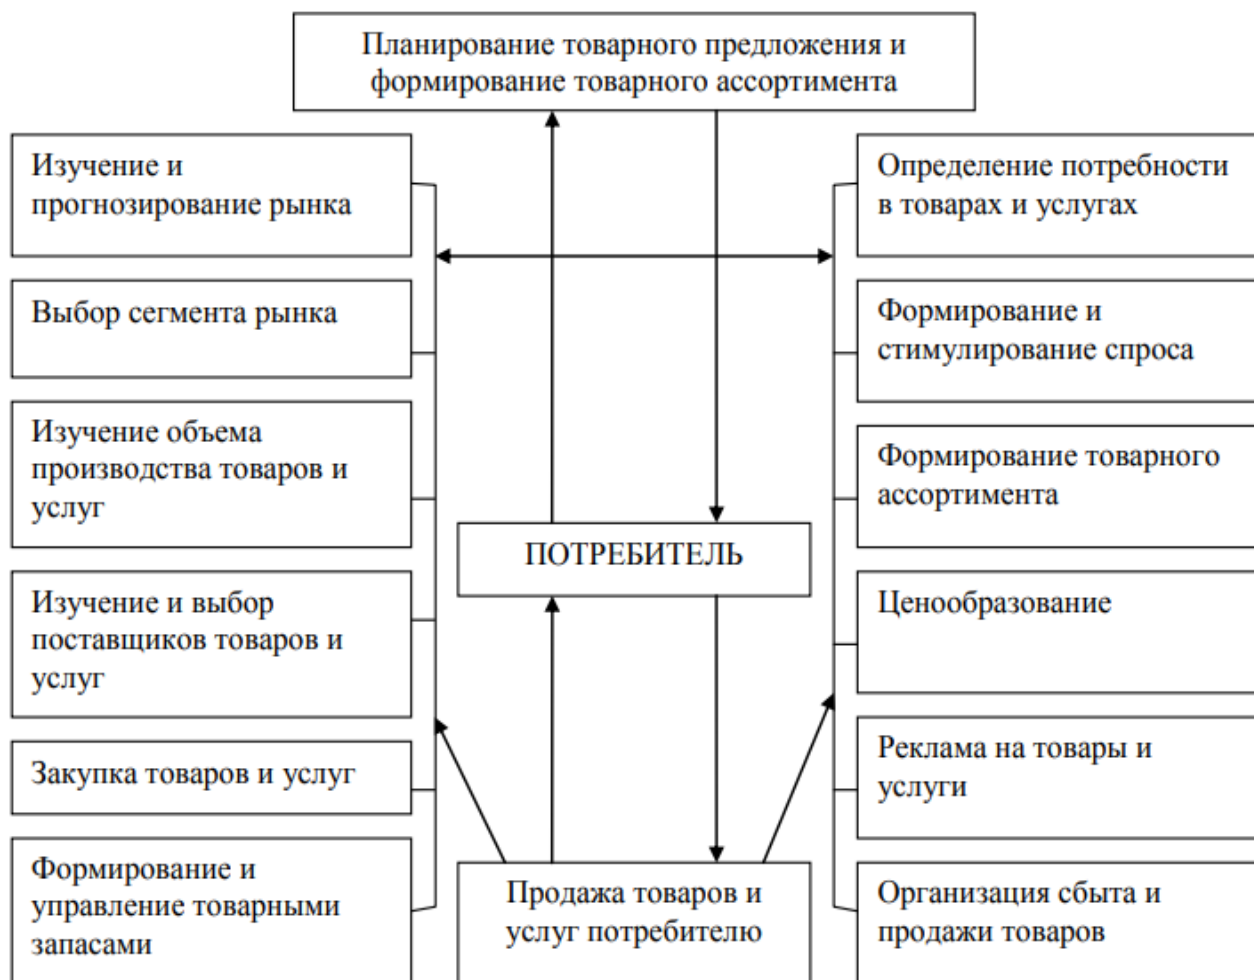 Планирование товарного предложения и
формирование товарного ассортимента
Изучение и
прогнозирование рынка
Выбор сегмента рынка
Изучение объема
производства товаров и
услуг
Изучение и выбор
поставщиков товаров и
услуг
Закупка товаров и услуг
Формирование и
управление товарными
запасами
ПОТРЕБИТЕЛЬ
Продажа товаров и
услуг потребителю
Определение потребности
в товарах и услугах
Формирование и
стимулирование спроса
Формирование товарного
ассортимента
Ценообразование
Реклама на товары и
услуги
Организация сбыта и
продажи товаров